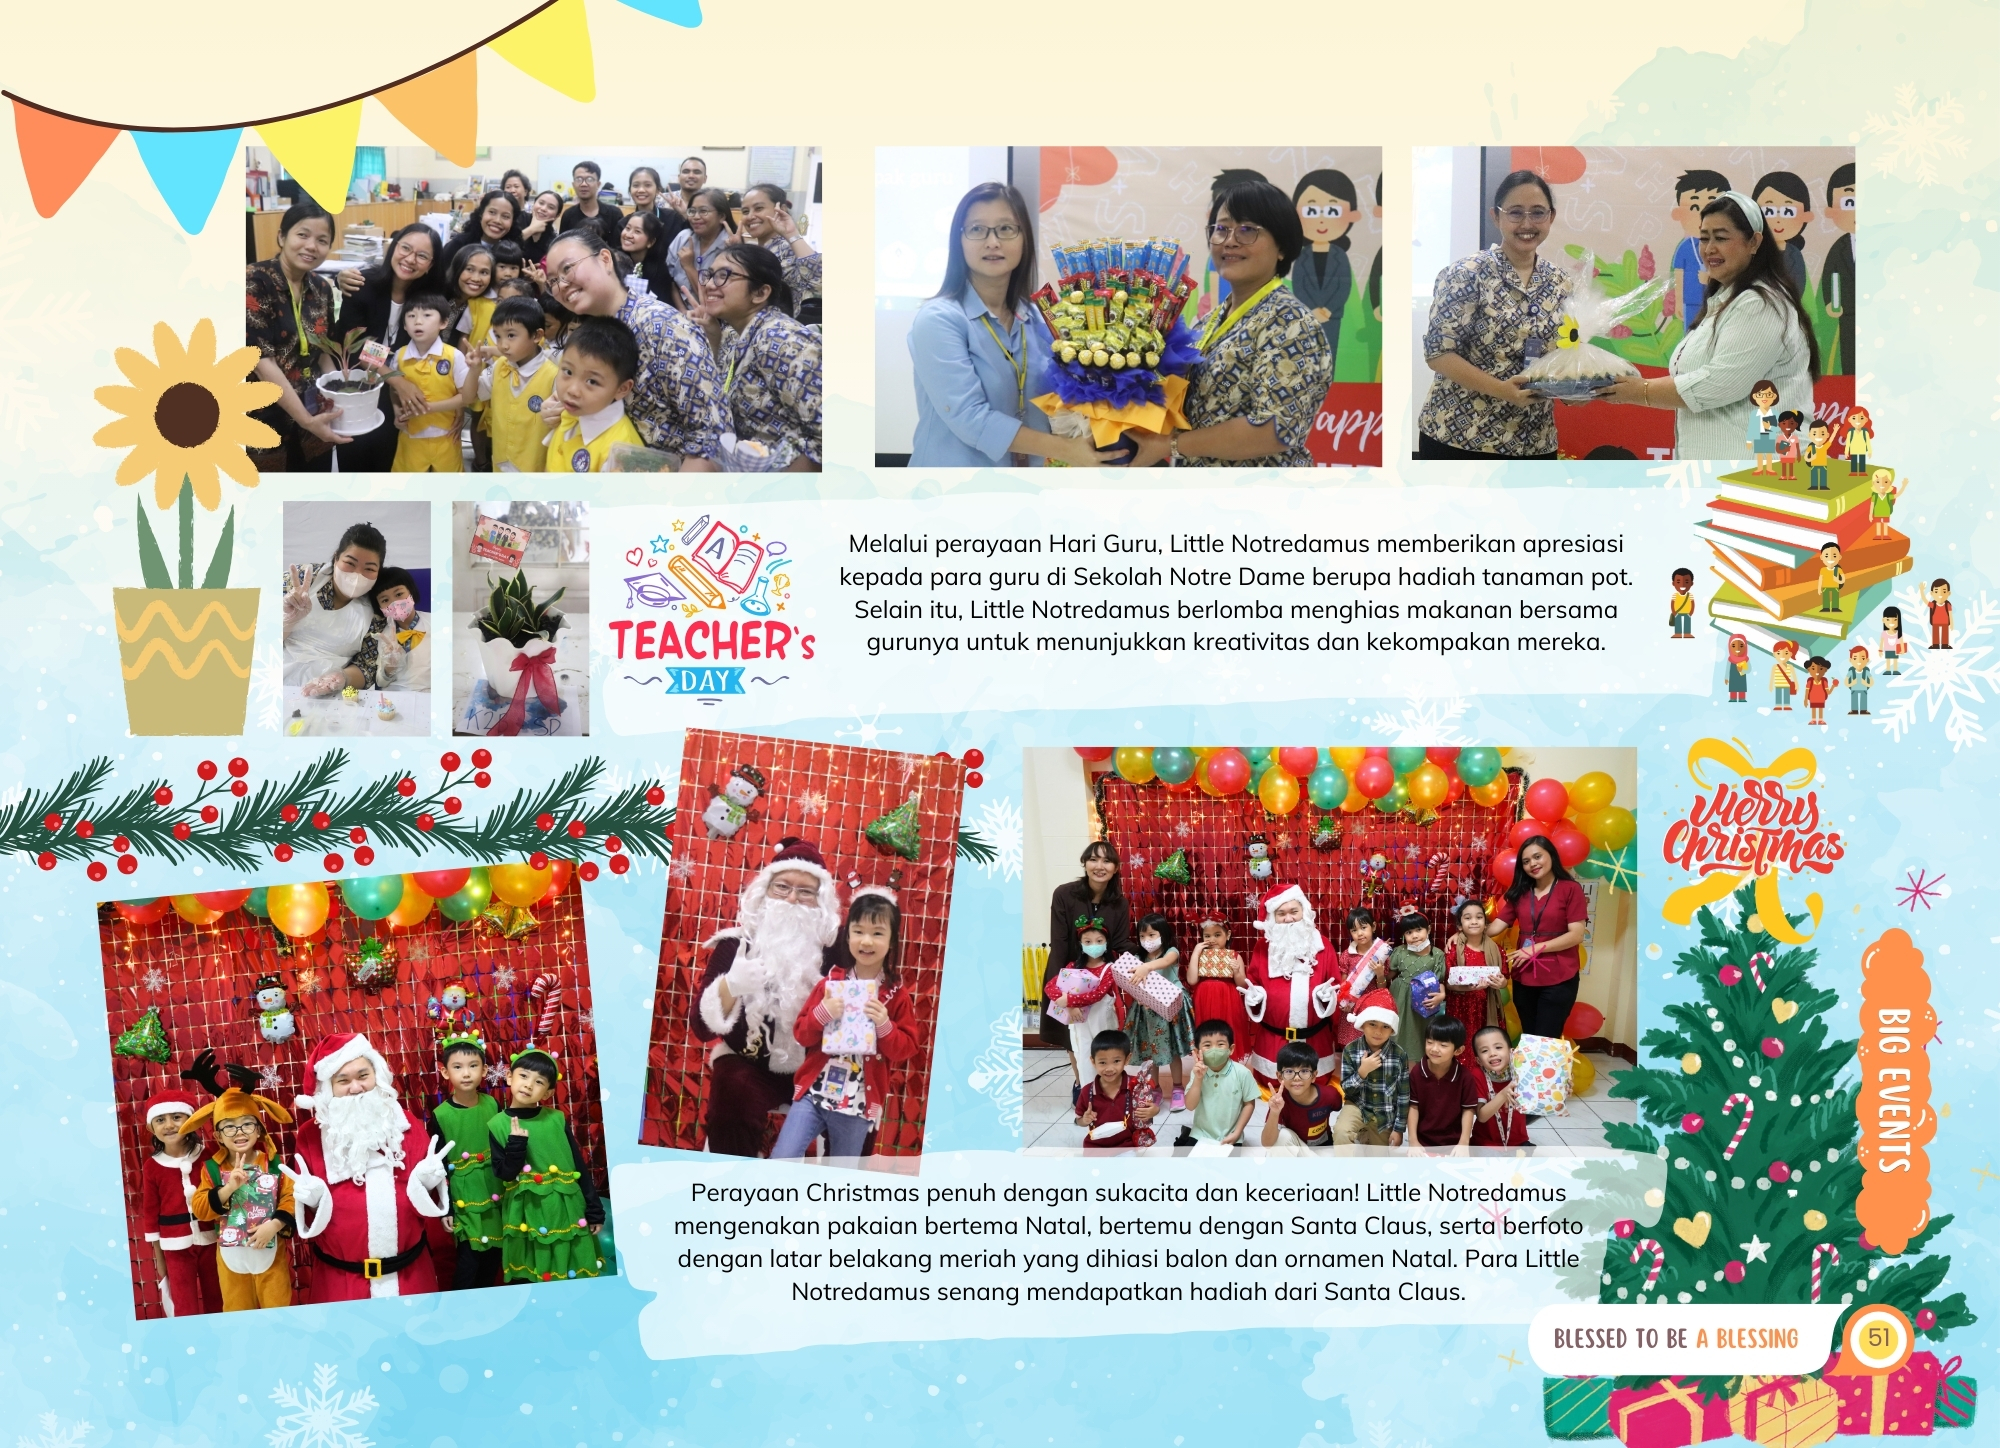 appy
appy
T
A
TEACHER's
DAY
Melalui perayaan Hari Guru, Little Notredamus memberikan apresiasi
kepada para guru di Sekolah Notre Dame berupa hadiah tanaman pot.
Selain itu, Little Notredamus berlomba menghias makanan bersama
gurunya untuk menunjukkan kreativitas dan kekompakan mereka.
Merry
Christmas
BIG EVENTS
Perayaan Christmas penuh dengan sukacita dan keceriaan! Little Notredamus
mengenakan pakaian bertema Natal, bertemu dengan Santa Claus, serta berfoto
dengan latar belakang meriah yang dihiasi balon dan ornamen Natal. Para Little
Notredamus senang mendapatkan hadiah dari Santa Claus.
BLESSED TO BE A BLESSING
51